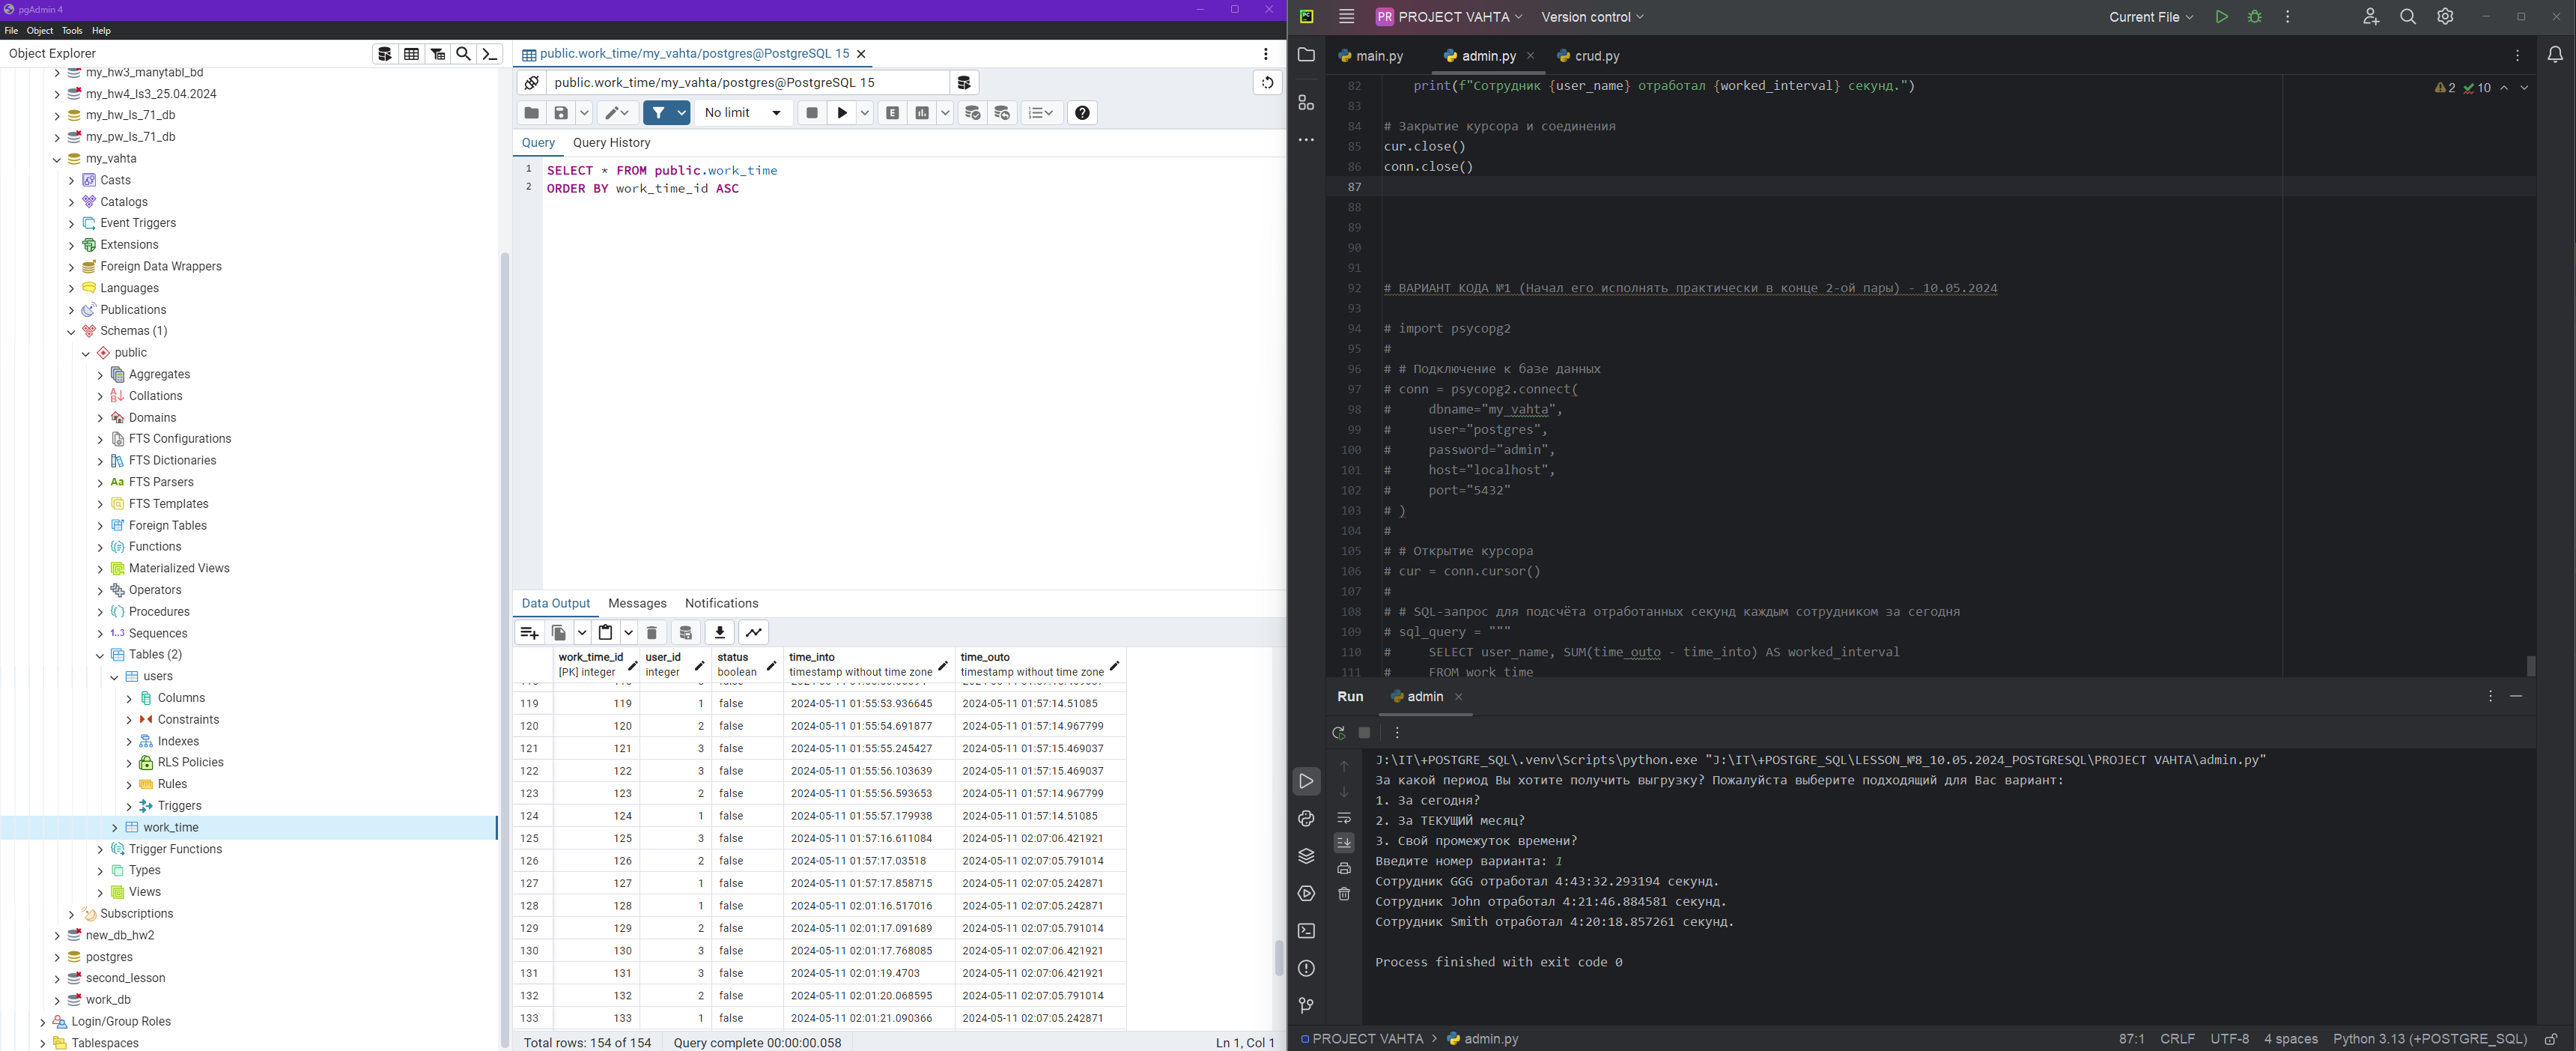 pgAdmin 4
File Object Tools Help
Object Explorer
my_hw3_manytabl_bd
my_hw4_ls3_25.04.2024
my_hw_ls_71_db
my_pw_ls_71_db
my_vahta
Casts
Catalogs
Event Triggers
Extensions
Foreign Data Wrappers
Languages
Publications
Schemas (1)
public
Aggregates
Collations
Domains
FTS Configurations
FTS Dictionaries
Aa FTS Parsers
FTS Templates
Foreign Tables
Functions
Materialized Views
Operators
Procedures
1..3 Sequences
Tables (2)
users
Columns
Constraints
Indexes
RLS Policies
Rules
Triggers
work_time
Trigger Functions
Types
Views
Subscriptions
new_db_hw2
postgres
second_lesson
work_db
Login/Group Roles
Tablespaces
public.work_time/my_vahta/postgres@PostgreSQL 15
public.work_time/my_vahta/postgres@PostgreSQL 15
No limit
Query Query History
1 SELECT * FROM public.work_time
2 ORDER BY work_time_id ASC
Data Output Messages Notifications
work_time_id user_id status time_into time_outo
[PK] integer integer boolean timestamp without time zone timestamp without time zone
119 119 1 false 2024-05-11 01:55:53.936645 2024-05-11 01:57:14.51085
120 120 2 false 2024-05-11 01:55:54.691877 2024-05-11 01:57:14.967799
121 121 3 false 2024-05-11 01:55:55.245427 2024-05-11 01:57:15.469037
122 122 3 false 2024-05-11 01:55:56.103639 2024-05-11 01:57:15.469037
123 123 2 false 2024-05-11 01:55:56.593653 2024-05-11 01:57:14.967799
124 124 1 false 2024-05-11 01:55:57.179938 2024-05-11 01:57:14.51085
125 125 3 false 2024-05-11 01:57:16.611084 2024-05-11 02:07:06.421921
126 126 2 false 2024-05-11 01:57:17.03518 2024-05-11 02:07:05.791014
127 127 1 false 2024-05-11 01:57:17.858715 2024-05-11 02:07:05.242871
128 128 1 false 2024-05-11 02:01:16.517016 2024-05-11 02:07:05.242871
129 129 2 false 2024-05-11 02:01:17.091689 2024-05-11 02:07:05.791014
130 130 3 false 2024-05-11 02:01:17.768085 2024-05-11 02:07:06.421921
131 131 3 false 2024-05-11 02:01:19.4703 2024-05-11 02:07:06.421921
132 132 2 false 2024-05-11 02:01:20.068595 2024-05-11 02:07:05.791014
133 133 1 false 2024-05-11 02:01:21.090366 2024-05-11 02:07:05.242871
Total rows: 154 of 154 Query complete 00:00:00.058 Ln 1, Col 1
PR PROJECT VAHTA Version control Current File
main.py admin.py crud.py
2 10
82 print(f"Сотрудник {user_name} отработал {worked_interval} секунд.")
83
84 # Закрытие курсора и соединения
85 cur.close()
86 conn.close()
87
88
89
90
91
92 # ВАРИАНТ КОДА №1 (Начал его исполнять практически в конце 2-ой пары) - 10.05.2024
93
94 # import psycopg2
95 #
96 # # Подключение к базе данных
97 # conn = psycopg2.connect(
98 # dbname="my_vahta",
99 # user="postgres",
100 # password="admin",
101 # host="localhost",
102 # port="5432"
103 # )
104 #
105 # # Открытие курсора
106 # cur = conn.cursor()
107 #
108 # # SQL-запрос для подсчёта отработанных секунд каждым сотрудником за сегодня
109 # sql_query = """
110 # SELECT user_name, SUM(time_outo - time_into) AS worked_interval
111 # FROM work_time
Run admin
J:\IT\+POSTGRE_SQL\.venv\Scripts\python.exe "J:\IT\+POSTGRE_SQL\LESSON_№8_10.05.2024_POSTGRESQL\PROJECT VAHTA\admin.py"
За какой период Вы хотите получить выгрузку? Пожалуйста выберите подходящий для Вас вариант:
1. За сегодня?
2. За ТЕКУЩИЙ месяц?
3. Свой промежуток времени?
Введите номер варианта: 1
Сотрудник GGG отработал 4:43:32.293194 секунд.
Сотрудник John отработал 4:21:46.884581 секунд.
Сотрудник Smith отработал 4:20:18.857261 секунд.
Process finished with exit code 0
PROJECT VAHTA > admin.py 87:1 CRLF UTF-8 4 spaces Python 3.13 (+POSTGRE_SQL)